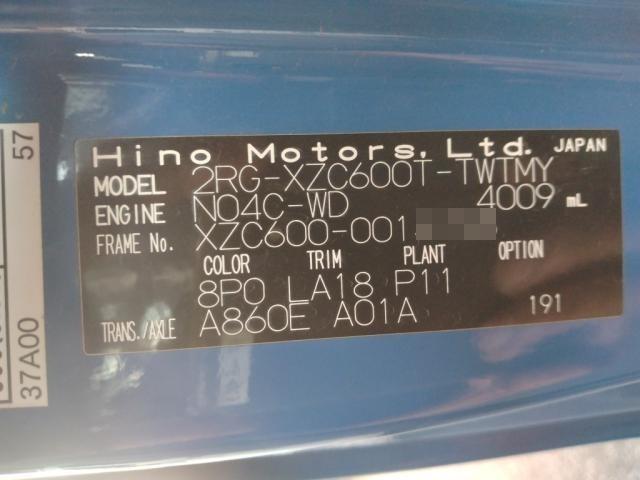 Hino Motors, Ltd. JAPAN
MODEL 2RG-XZC600T-TWTMY
ENGINE N04C-WD 4009 mL
FRAME No. XZC600-001
COLOR TRIM PLANT OPTION
8P0 LA18 P11
TRANS./AXLE A860E A01A 191
57
37A00